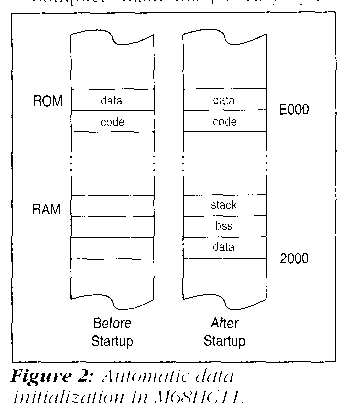 ROM
data
data
E000
code
code
RAM
stack
bss
data
2000
Before
Startup
After
Startup
Figure 2: Automatic data
initialization in M68HC11.